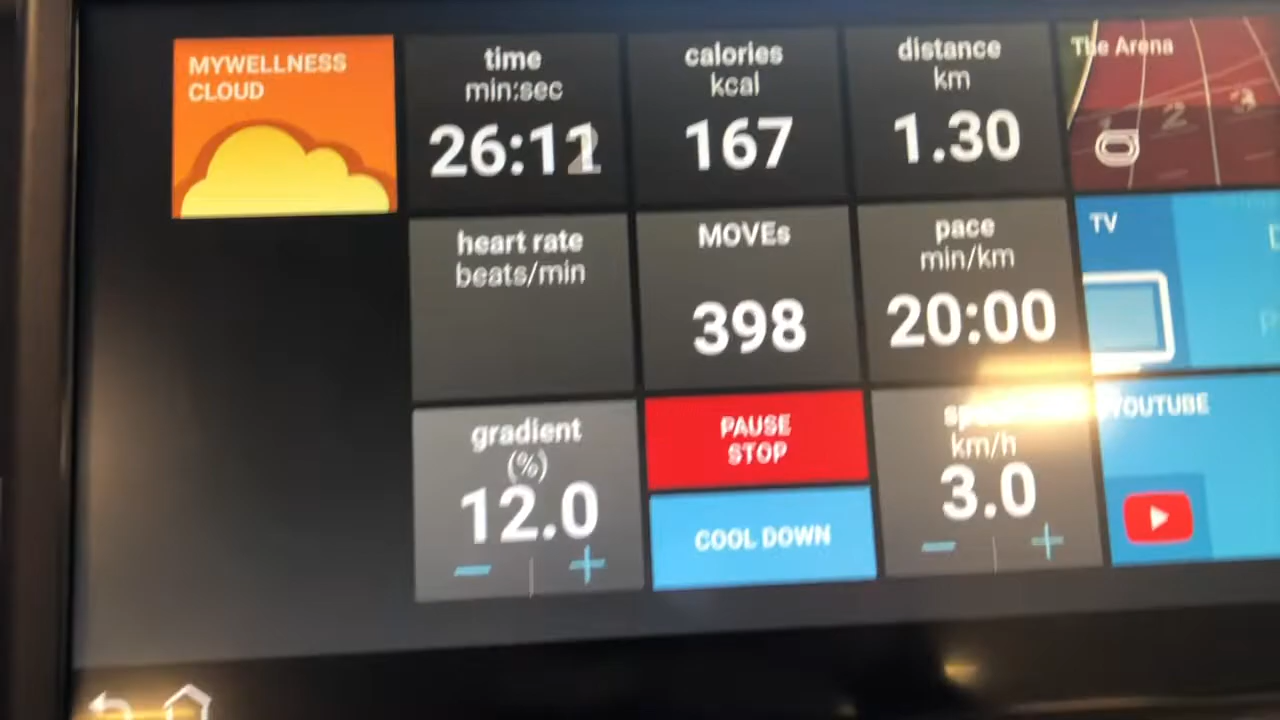 MYWELLNESS
CLOUD
time
min:sec
26:11
calories
kcal
167
distance
km
1.30
The Arena
2
3
heart rate
beats/min
MOVEs
398
pace
min/km
20:00
TV
gradient
(%)
12.0
PAUSE
STOP
COOL DOWN
km/h
3.0
YOUTUBE